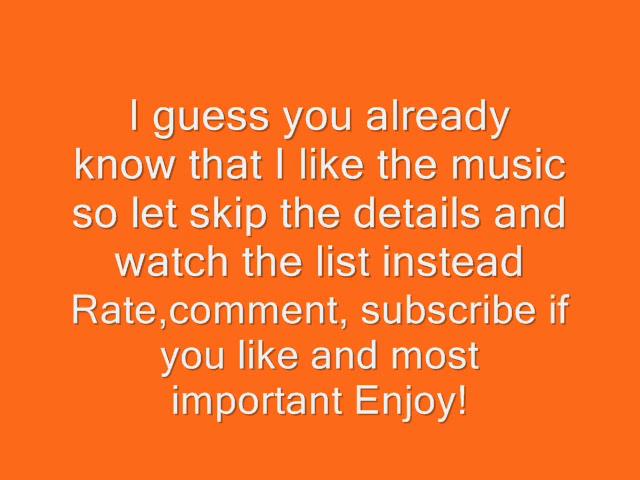 I guess you already
know that I like the music
so let skip the details and
watch the list instead
Rate,comment, subscribe if
you like and most
important Enjoy!